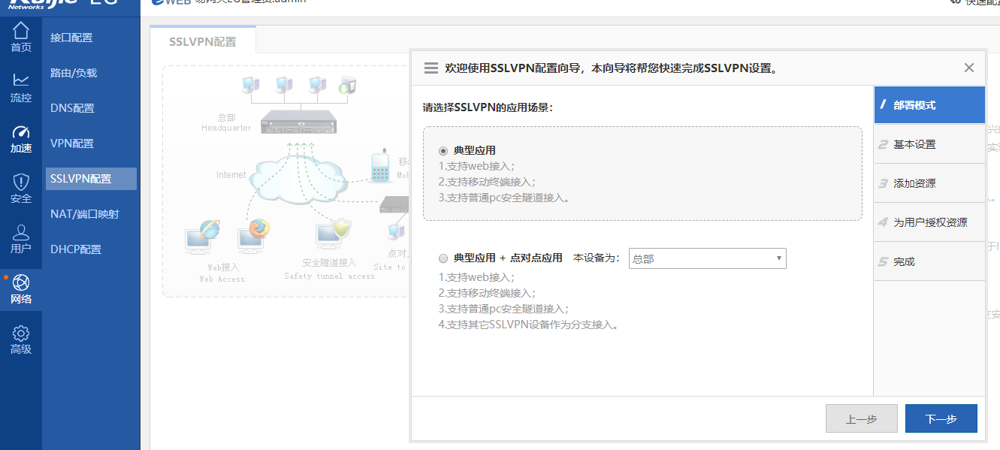 Networks
WEB 易网关EG管理员:admin
快速配置
首页
流控
加速
安全
用户
网络
高级
接口配置
路由/负载
DNS配置
VPN配置
SSLVPN配置
NAT/端口映射
DHCP配置
SSLVPN配置
总部
Headquarter
Internet
移
Mob
Web接入
Web Access
安全隧道接入
Safety tunnel access
点对
Site to
欢迎使用SSLVPN配置向导，本向导将帮您快速完成SSLVPN设置。
请选择SSLVPN的应用场景：
典型应用
1.支持web接入；
2.支持移动终端接入；
3.支持普通pc安全隧道接入。
典型应用 + 点对点应用 本设备为： 总部
1.支持web接入；
2.支持移动终端接入；
3.支持普通pc安全隧道接入；
4.支持其它SSLVPN设备作为分支接入。
1 部署模式
2 基本设置
3 添加资源
4 为用户授权资源
5 完成
上一步
下一步